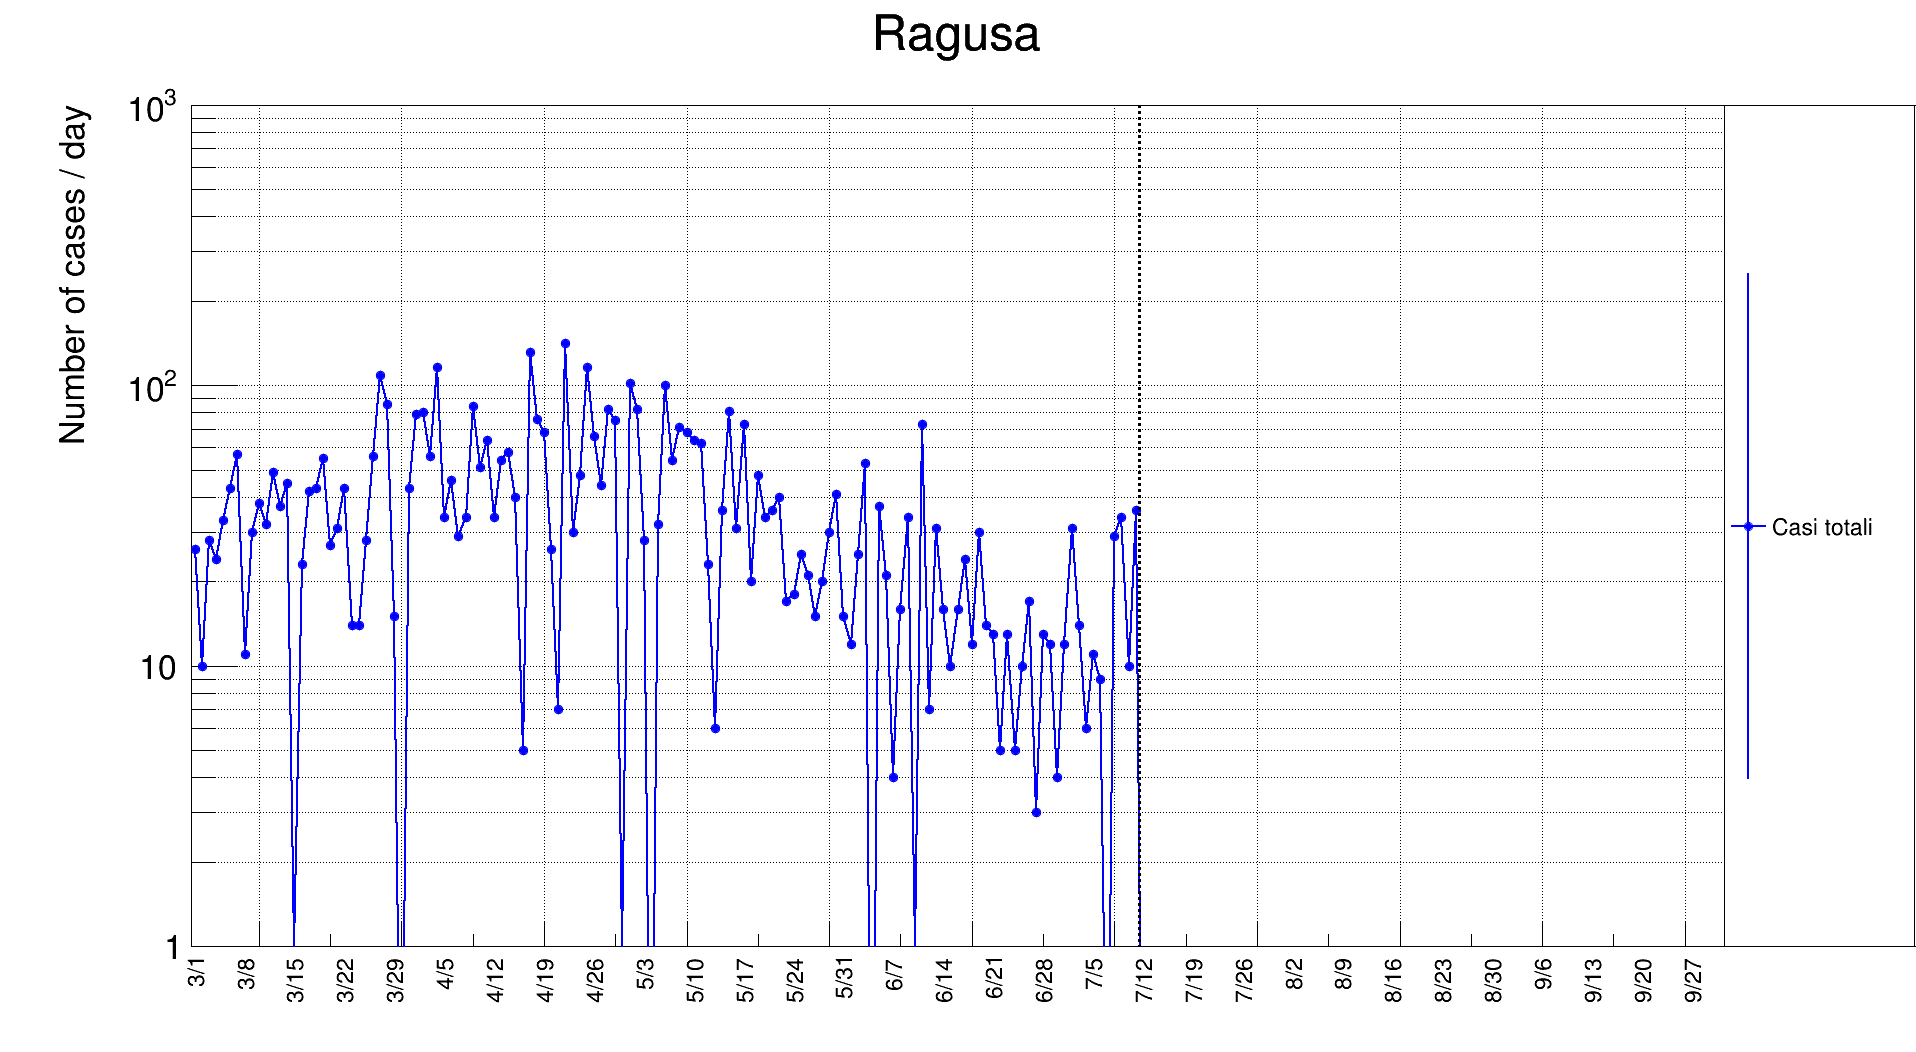 Ragusa
Number of cases / day
10³
10²
10
1
3/1 3/8 3/15 3/22 3/29 4/5 4/12 4/19 4/26 5/3 5/10 5/17 5/24 5/31 6/7 6/14 6/21 6/28 7/5 7/12 7/19 7/26 8/2 8/9 8/16 8/23 8/30 9/6 9/13 9/20 9/27
Casi totali